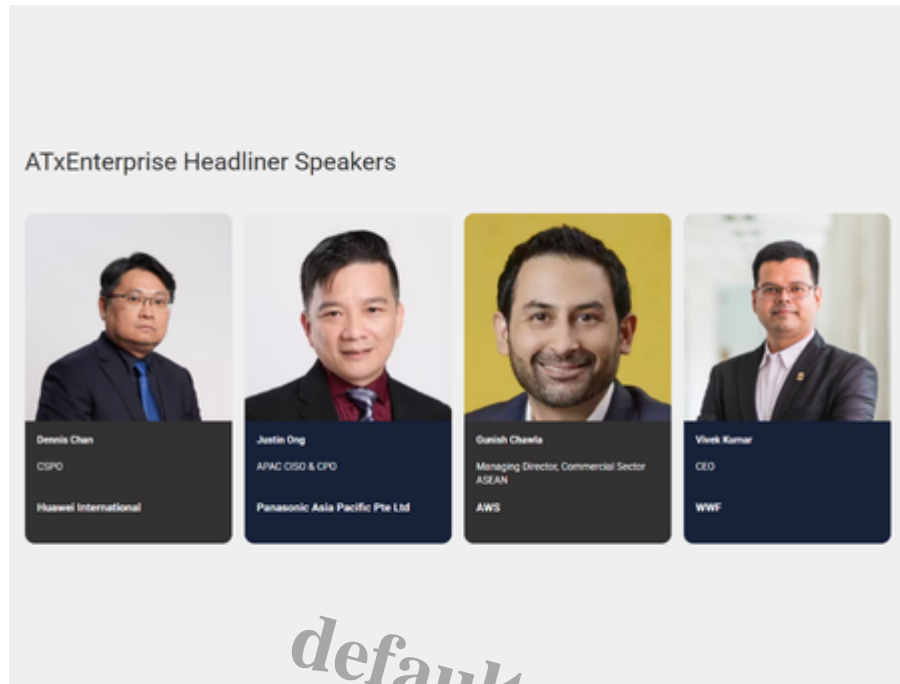 ATxEnterprise Headliner Speakers
Dennis Chan
CSPO
Huawei International
Justin Ong
APAC CISO & CPO
Panasonic Asia Pacific Pte Ltd
Gunish Chawla
Managing Director, Commercial Sector
ASEAN
AWS
Vivek Kumar
CEO
WWF
default